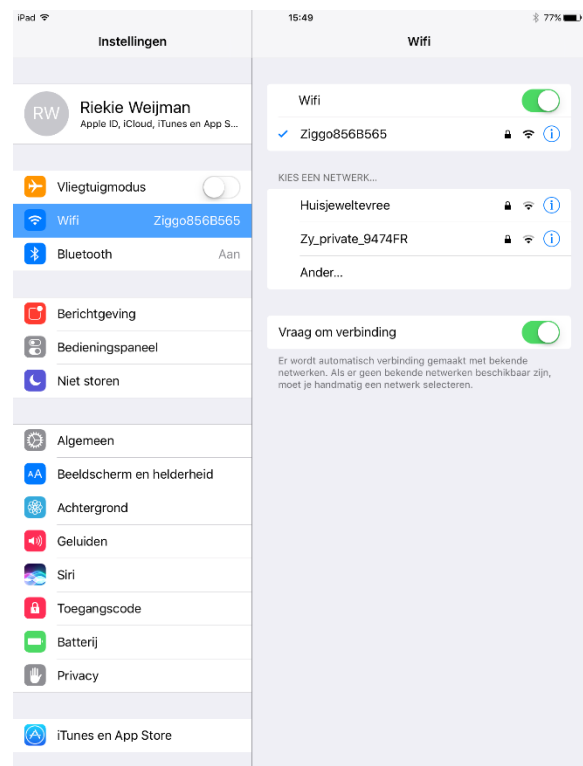 iPad
15:49
77%
Instellingen
Wifi
RW
Riekie Weijman
Apple ID, iCloud, iTunes en App S...
Vliegtuigmodus
Wifi Ziggo856B565
Bluetooth Aan
Berichtgeving
Bedieningspaneel
Niet storen
Algemeen
AA Beeldscherm en helderheid
Achtergrond
Geluiden
Siri
Toegangscode
Batterij
Privacy
iTunes en App Store
Wifi
Ziggo856B565
KIES EEN NETWERK...
Huisjeweltevree
Zy_private_9474FR
Ander...
Vraag om verbinding
Er wordt automatisch verbinding gemaakt met bekende
netwerken. Als er geen bekende netwerken beschikbaar zijn,
moet je handmatig een netwerk selecteren.